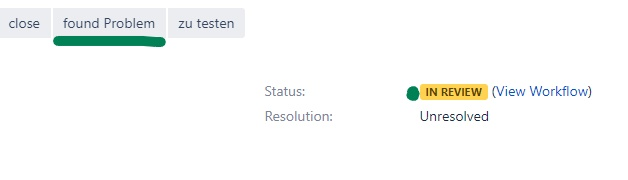 close found Problem zu testen
Status: IN REVIEW (View Workflow)
Resolution: Unresolved